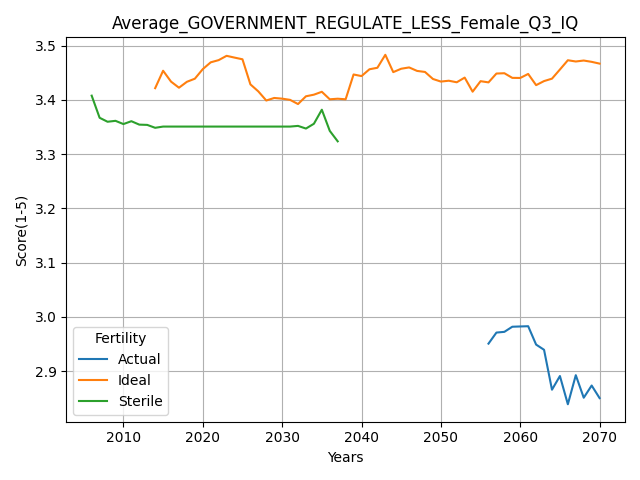 Average_GOVERNMENT_REGULATE_LESS_Female_Q3_IQ
3.5
3.4
3.3
3.2
3.1
3.0
2.9
Score(1-5)
Fertility
Actual
Ideal
Sterile
2010 2020 2030 2040 2050 2060 2070
Years